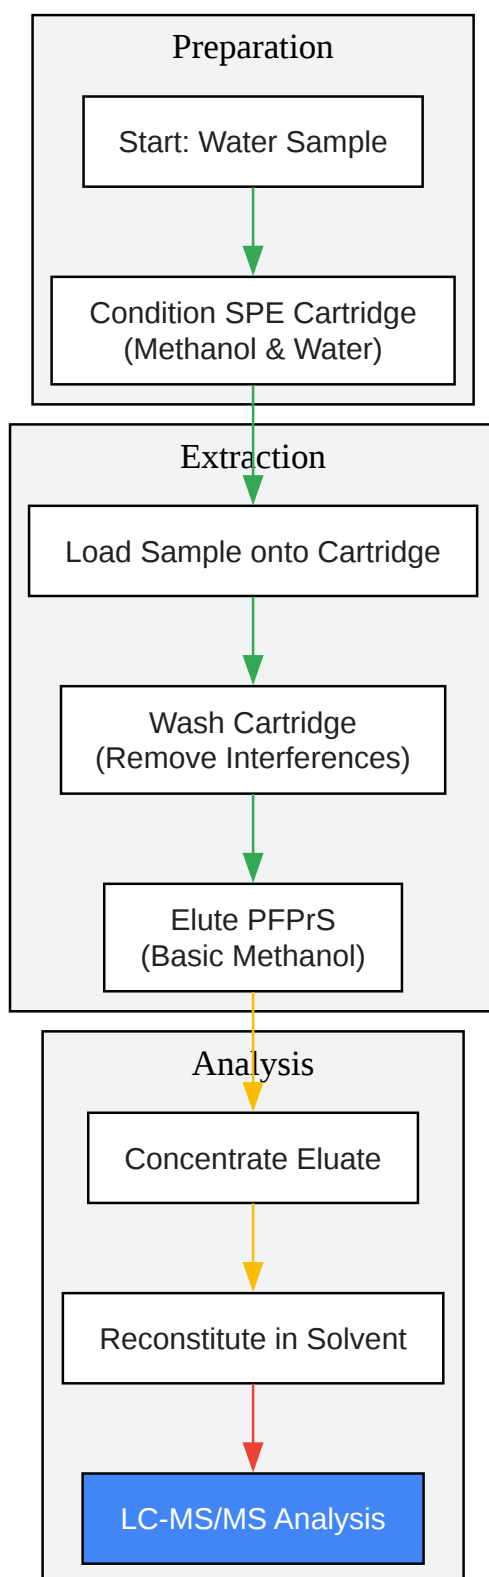 Preparation
Start: Water Sample
Condition SPE Cartridge
(Methanol & Water)
Extraction
Load Sample onto Cartridge
Wash Cartridge
(Remove Interferences)
Elute PFPrS
(Basic Methanol)
Analysis
Concentrate Eluate
Reconstitute in Solvent
LC-MS/MS Analysis